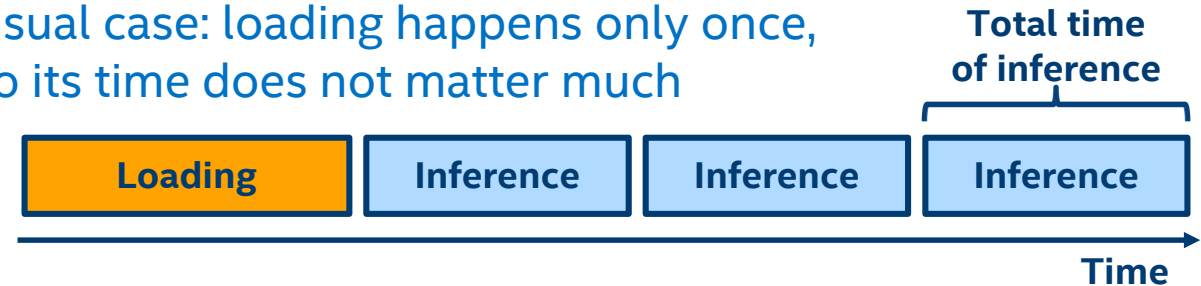 sual case: loading happens only once,
o its time does not matter much
Total time
of inference
Loading Inference Inference Inference
Time